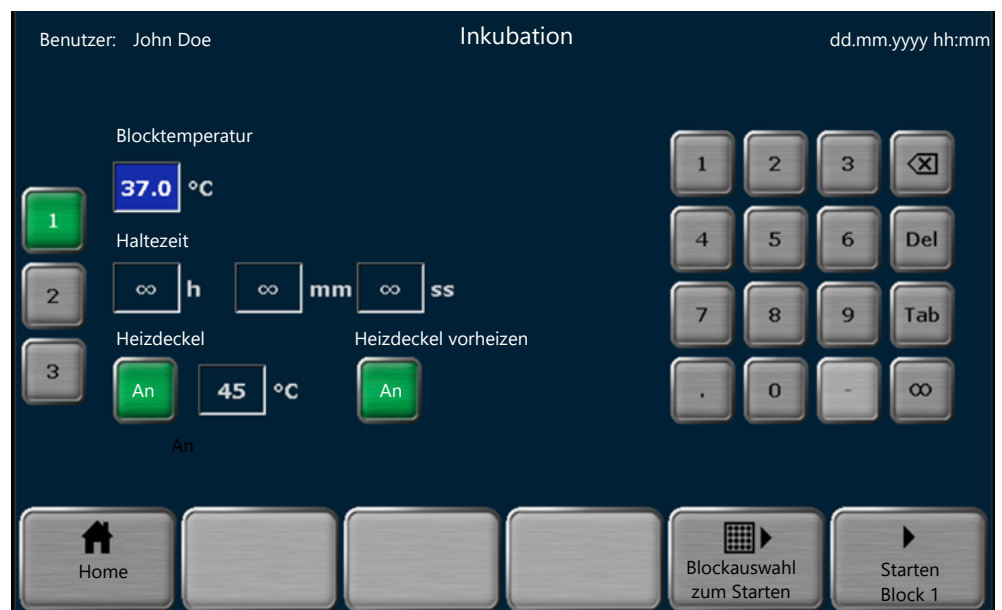 Benutzer: John Doe
Inkubation
dd.mm.yyyy hh:mm
Blocktemperatur
37.0 °C
Haltezeit
∞ h ∞ mm ∞ ss
Heizdeckel
Heizdeckel vorheizen
An 45 °C An
An
1
2
3
1 2 3
4 5 6 Del
7 8 9 Tab
. 0 - ∞
Home
Blockauswahl
zum Starten
Starten
Block 1